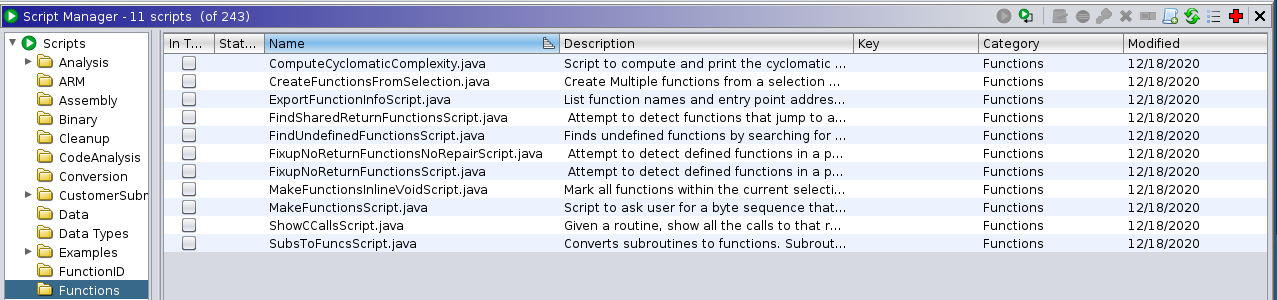 Script Manager - 11 scripts (of 243)
Scripts
Analysis
ARM
Assembly
Binary
Cleanup
CodeAnalysis
Conversion
CustomerSubm
Data
Data Types
Examples
FunctionID
Functions
In T... Stat... Name Description Key Category Modified
ComputeCyclomaticComplexity.java Script to compute and print the cyclomatic ... Functions 12/18/2020
CreateFunctionsFromSelection.java Create Multiple functions from a selection ... Functions 12/18/2020
ExportFunctionInfoScript.java List function names and entry point addres... Functions 12/18/2020
FindSharedReturnFunctionsScript.java Attempt to detect functions that jump to a... Functions 12/18/2020
FindUndefinedFunctionsScript.java Finds undefined functions by searching for ... Functions 12/18/2020
FixupNoReturnFunctionsNoRepairScript.java Attempt to detect defined functions in a p... Functions 12/18/2020
FixupNoReturnFunctionsScript.java Attempt to detect defined functions in a p... Functions 12/18/2020
MakeFunctionsInlineVoidScript.java Mark all functions within the current selecti... Functions 12/18/2020
MakeFunctionsScript.java Script to ask user for a byte sequence that... Functions 12/18/2020
ShowCCallsScript.java Given a routine, show all the calls to that r... Functions 12/18/2020
SubsToFuncsScript.java Converts subroutines to functions. Subrout... Functions 12/18/2020